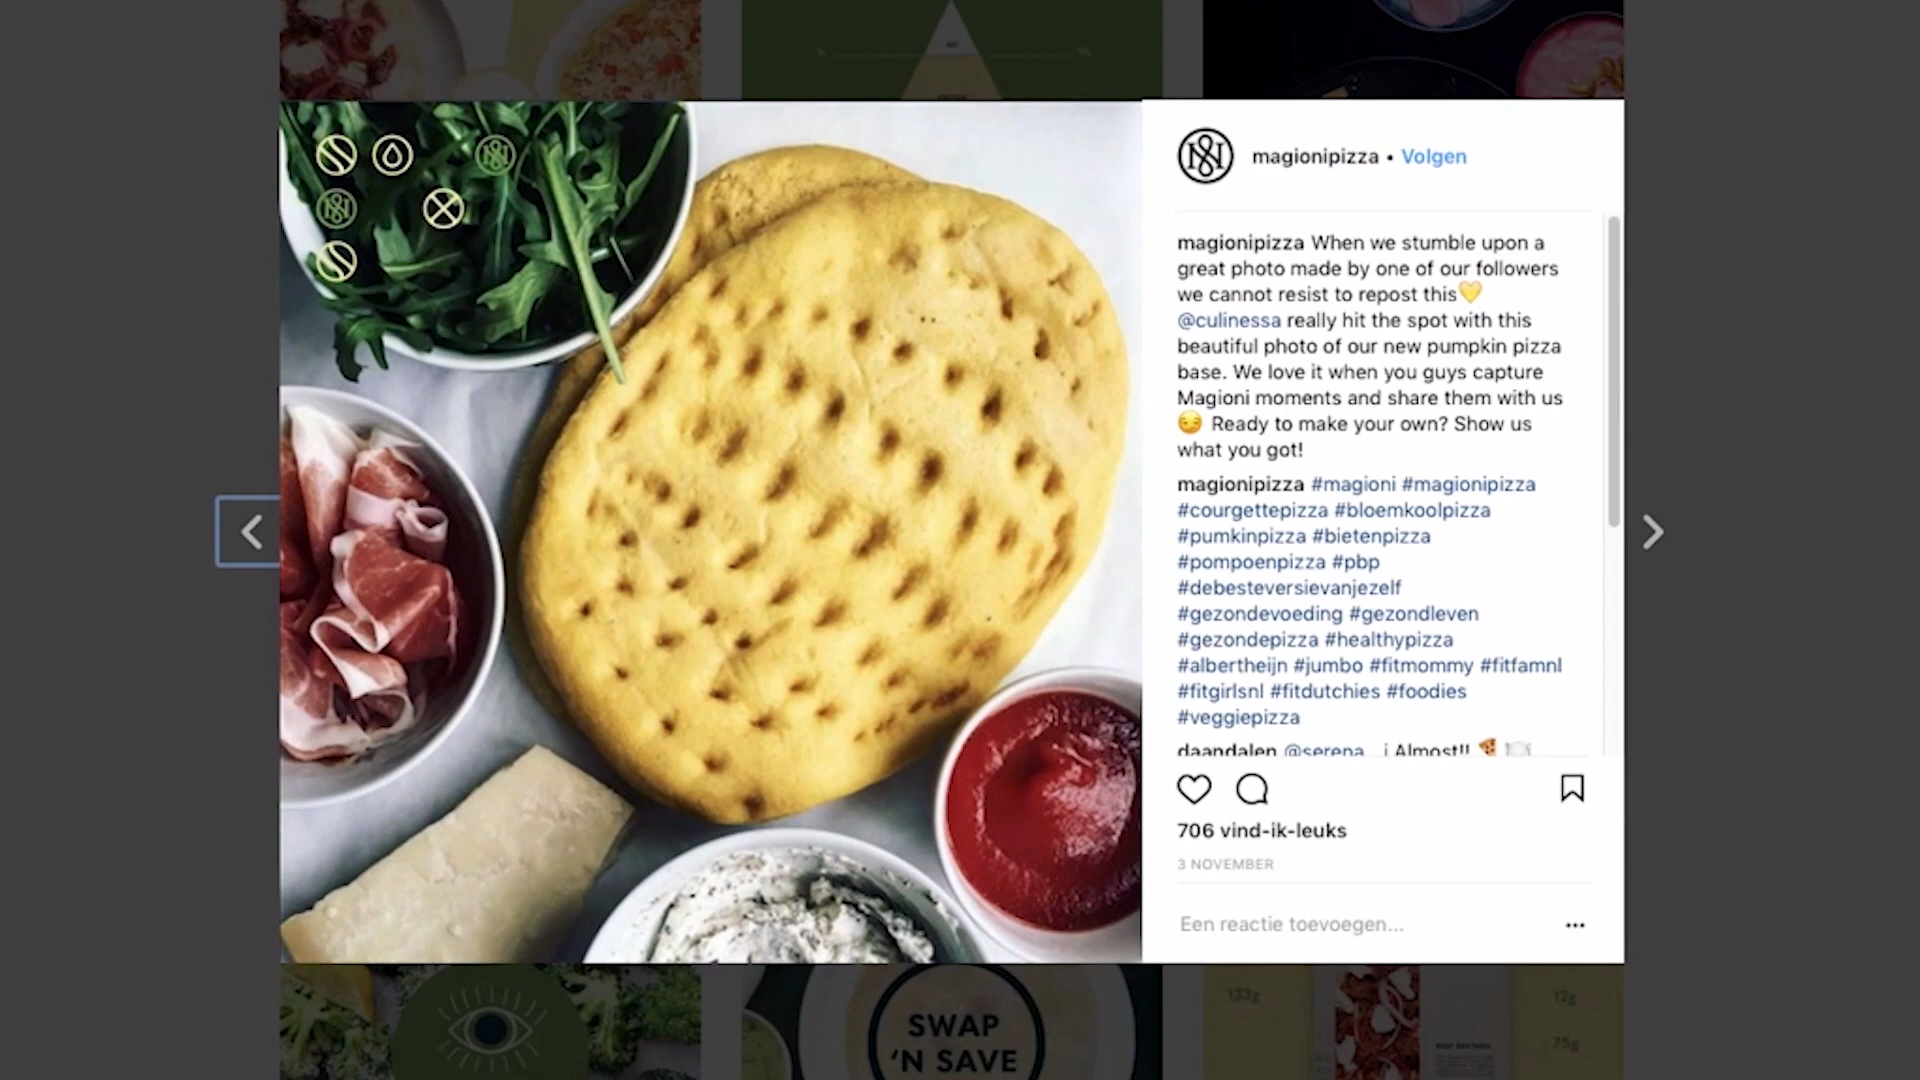 magionipizza • Volgen
magionipizza When we stumble upon a
great photo made by one of our followers
we cannot resist to repost this💛
@culinessa really hit the spot with this
beautiful photo of our new pumpkin pizza
base. We love it when you guys capture
Magioni moments and share them with us
😏 Ready to make your own? Show us
what you got!
magionipizza #magioni #magionipizza
#courgettepizza #bloemkoolpizza
#pumkinpizza #bietenpizza
#pompoenpizza #pbp
#debesteversievanjezelf
#gezondevoeding #gezondleven
#gezondepizza #healthypizza
#albertheijn #jumbo #fitmommy #fitfamnl
#fitgirlsnl #fitdutchies #foodies
#veggiepizza
daandalen @serena__j Almost!! 🍕 🍽
706 vind-ik-leuks
3 NOVEMBER
Een reactie toevoegen...
SWAP
'N SAVE
133g
12g
75g